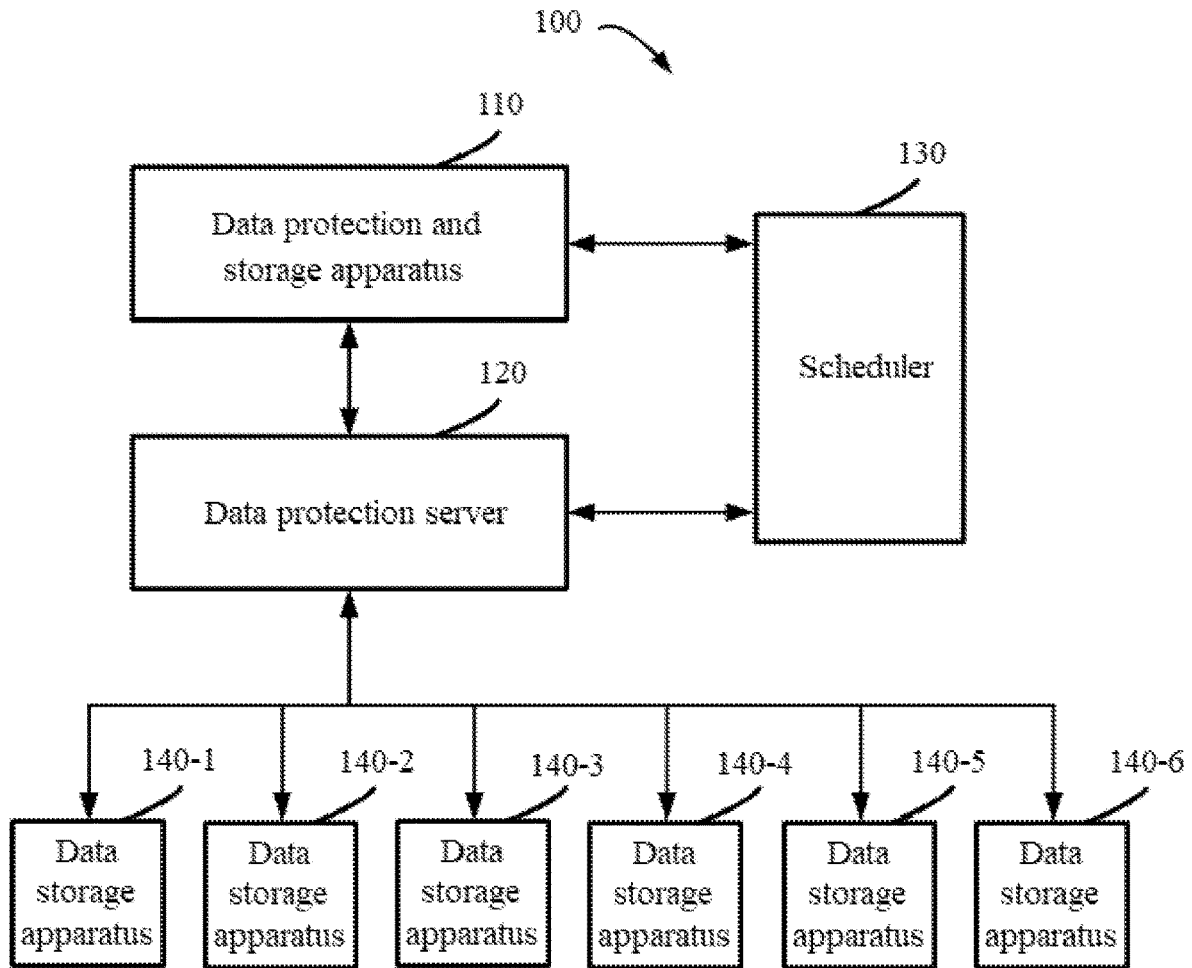 100
110
130
Data protection and
storage apparatus
Scheduler
120
Data protection server
140-1
140-2
140-3
140-4
140-5
140-6
Data
storage
apparatus
Data
storage
apparatus
Data
storage
apparatus
Data
storage
apparatus
Data
storage
apparatus
Data
storage
apparatus